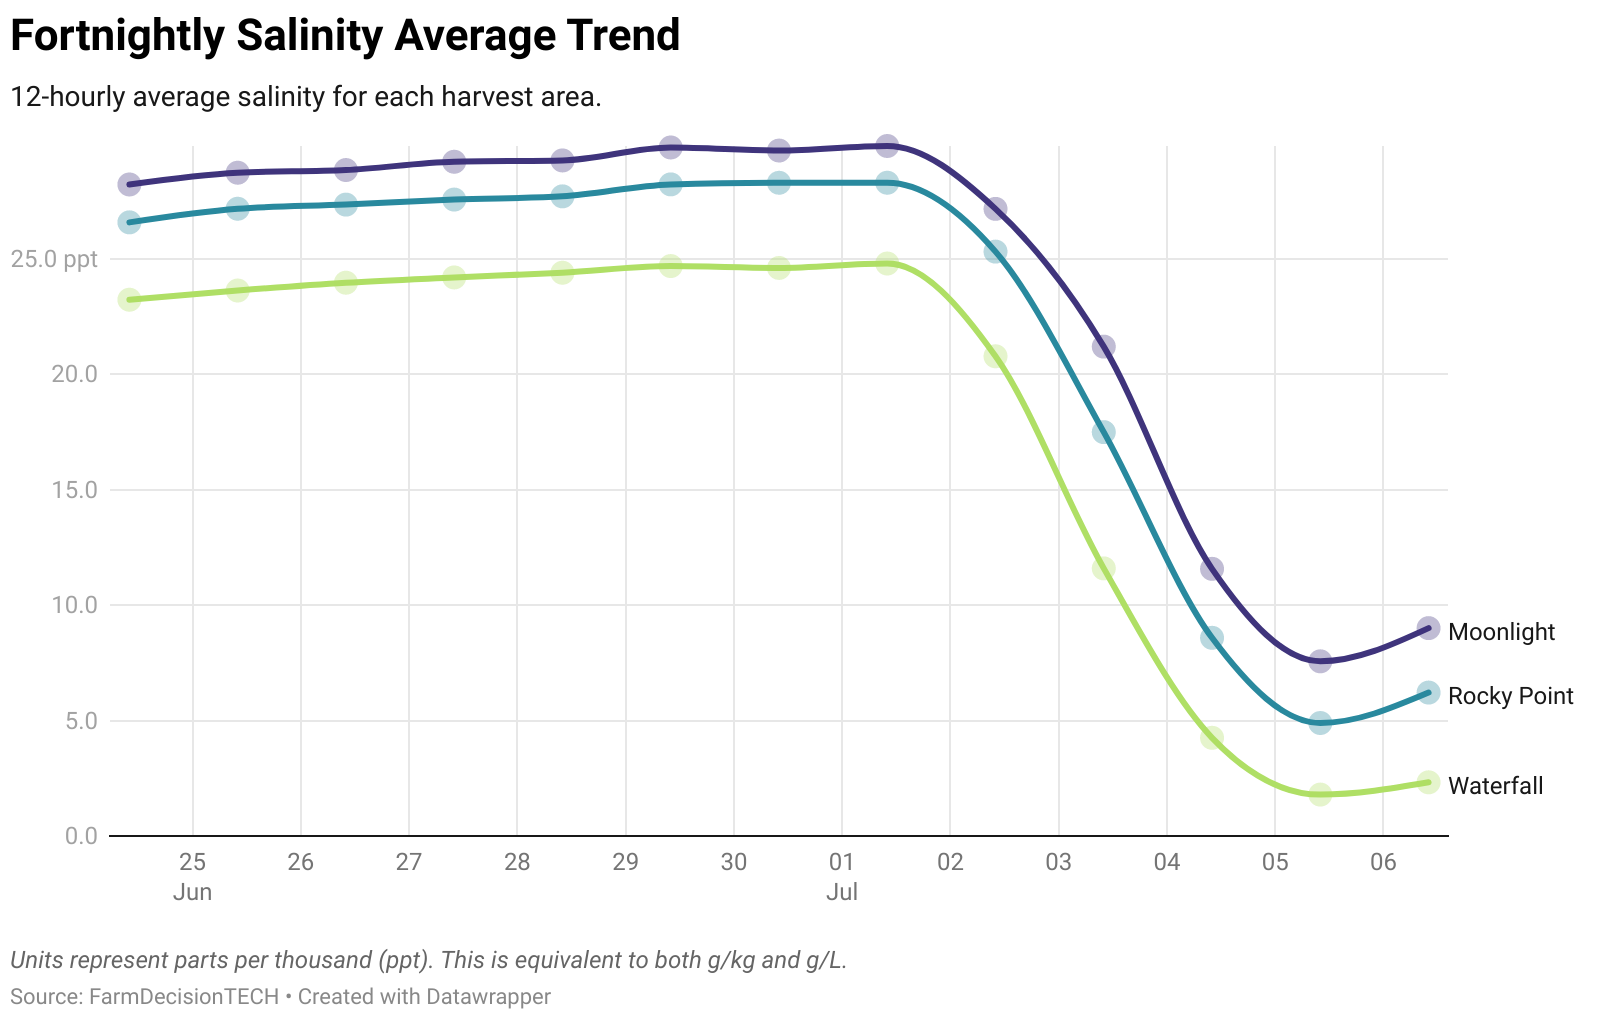 Fortnightly Salinity Average Trend
12-hourly average salinity for each harvest area.
25.0 ppt
20.0
15.0
10.0
5.0
0.0
Moonlight
Rocky Point
Waterfall
25 26 27 28 29 30 01 02 03 04 05 06
Jun Jul
Units represent parts per thousand (ppt). This is equivalent to both g/kg and g/L.
Source: FarmDecisionTECH • Created with Datawrapper